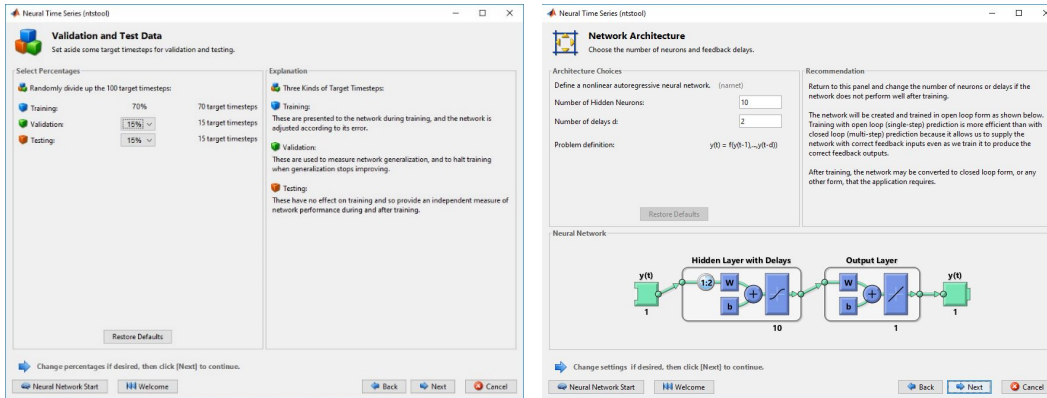 Neural Time Series (ntstool)
Validation and Test Data
Set aside some target timesteps for validation and testing.
Select Percentages
Randomly divide up the 100 target timesteps:
Training: 70% 70 target timesteps
Validation: 15% 15 target timesteps
Testing: 15% 15 target timesteps
Restore Defaults
Explanation
Three Kinds of Target Timesteps:
Training:
These are presented to the network during training, and the network is
adjusted according to its error.
Validation:
These are used to measure network generalization, and to halt training
when generalization stops improving.
Testing:
These have no effect on training and so provide an independent measure of
network performance during and after training.
Change percentages if desired, then click [Next] to continue.
Neural Network Start Welcome Back Next Cancel
Neural Time Series (ntstool)
Network Architecture
Choose the number of neurons and feedback delays.
Architecture Choices
Define a nonlinear autoregressive neural network. (narnet)
Number of Hidden Neurons: 10
Number of delays d: 2
Problem definition: y(t) = f(y(t-1),...,y(t-d))
Restore Defaults
Recommendation
Return to this panel and change the number of neurons or delays if the
network does not perform well after training.
The network will be created and trained in open loop form as shown below.
Training with open loop (single-step) prediction is more efficient than with
closed loop (multi-step) prediction because it allows us to supply the
network with correct feedback inputs even as we train it to produce the
correct feedback outputs.
After training, the network may be converted to closed loop form, or any
other form, that the application requires.
Neural Network
Hidden Layer with Delays Output Layer
y(t) 1:2 W b W b y(t)
1 10 1 1
Change settings if desired, then click [Next] to continue.
Neural Network Start Welcome Back Next Cancel